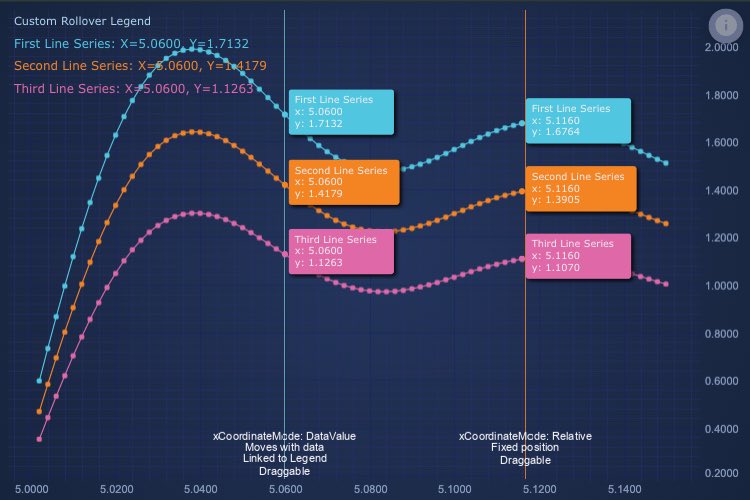 Custom Rollover Legend
First Line Series: X=5.0600, Y=1.7132
Second Line Series: X=5.0600, Y=1.4179
Third Line Series: X=5.0600, Y=1.1263
First Line Series
x: 5.0600
y: 1.7132
Second Line Series
x: 5.0600
y: 1.4179
Third Line Series
x: 5.0600
y: 1.1263
First Line Series
x: 5.1160
y: 1.6764
Second Line Series
x: 5.1160
y: 1.3905
Third Line Series
x: 5.1160
y: 1.1070
2.0000
1.8000
1.6000
1.4000
1.2000
1.0000
0.8000
0.6000
0.4000
0.2000
xCoordinateMode: DataValue
Moves with data
Linked to Legend
Draggable
xCoordinateMode: Relative
Fixed position
Draggable
5.0000 5.0200 5.0400 5.0600 5.0800 5.1000 5.1200 5.1400